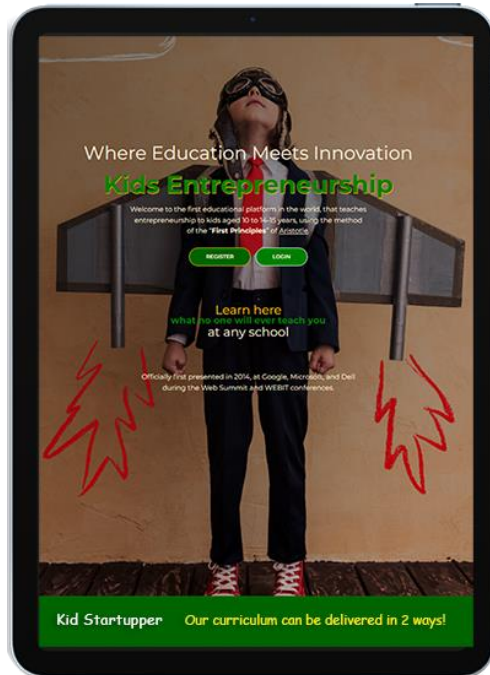 Where Education Meets Innovation
Kids Entrepreneurship
Welcome to the first educational platform in the world, that teaches
entrepreneurship to kids aged 10 to 14-15 years, using the method
of the "First Principles" of Aristotle.
REGISTER LOGIN
Learn here
what no one will ever teach you
at any school
Officially first presented in 2014, at Google, Microsoft, and Dell
during the Web Summit and WEBIT conferences.
Kid Startupper Our curriculum can be delivered in 2 ways!